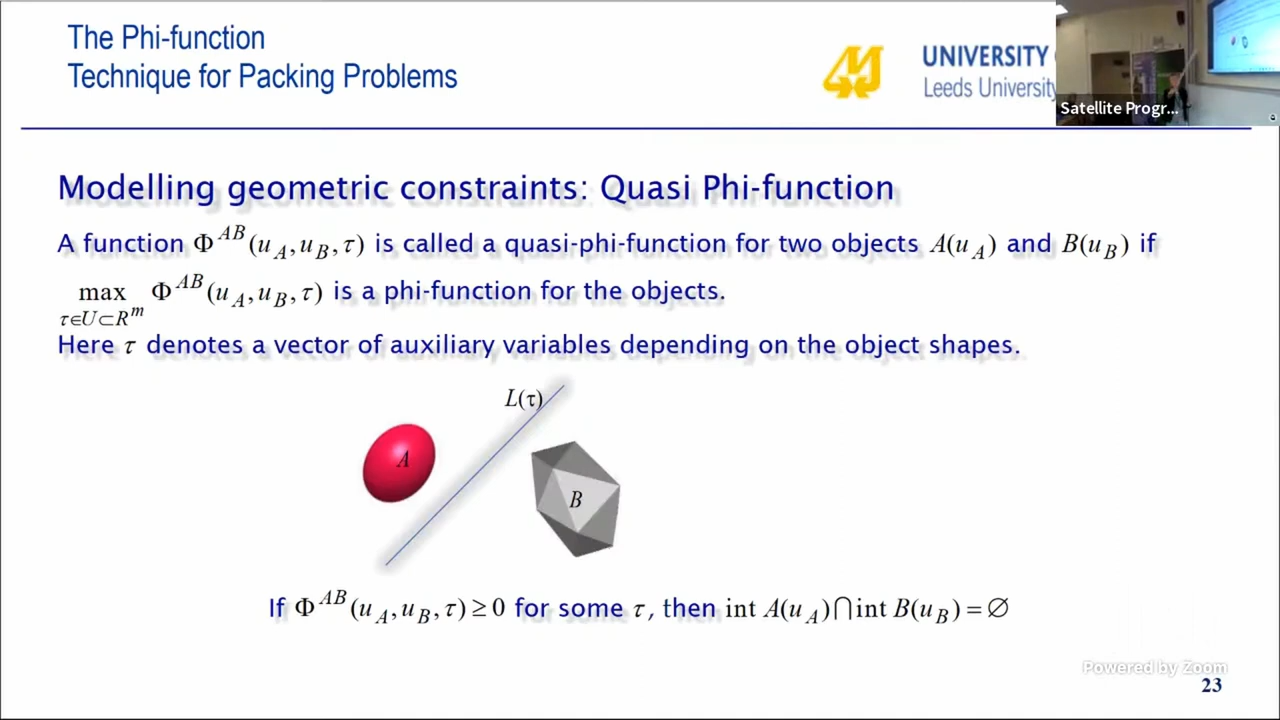 The Phi-function
Technique for Packing Problems
UNIVERSITY
Leeds University
Satellite Progr...
Modelling geometric constraints: Quasi Phi-function
A function Φ^{AB}(u_A, u_B, τ) is called a quasi-phi-function for two objects A(u_A) and B(u_B) if
max_{τ∈U⊂R^m} Φ^{AB}(u_A, u_B, τ) is a phi-function for the objects.
Here τ denotes a vector of auxiliary variables depending on the object shapes.
L(τ)
A
B
If Φ^{AB}(u_A, u_B, τ) ≥ 0 for some τ, then int A(u_A) ⋂ int B(u_B) = ∅
Powered by Zoom
23